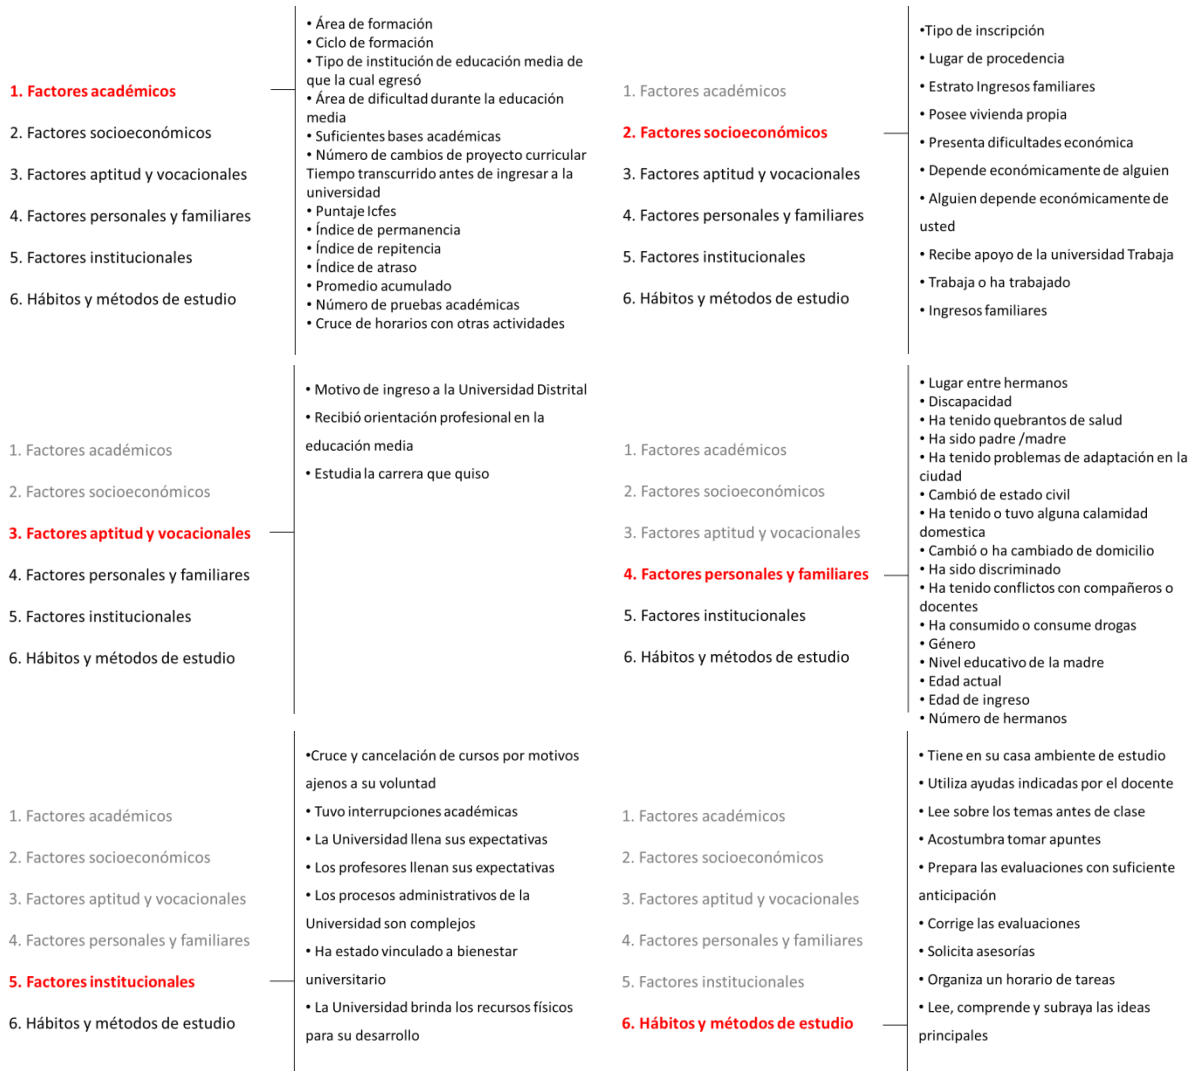 1. Factores académicos
2. Factores socioeconómicos
3. Factores aptitud y vocacionales
4. Factores personales y familiares
5. Factores institucionales
6. Hábitos y métodos de estudio
• Área de formación
• Ciclo de formación
• Tipo de institución de educación media de
que la cual egresó
• Área de dificultad durante la educación
media
• Suficientes bases académicas
• Número de cambios de proyecto curricular
Tiempo transcurrido antes de ingresar a la
universidad
• Puntaje Icfes
• Índice de permanencia
• Índice de repitencia
• Índice de atraso
• Promedio acumulado
• Número de pruebas académicas
• Cruce de horarios con otras actividades
1. Factores académicos
2. Factores socioeconómicos
3. Factores aptitud y vocacionales
4. Factores personales y familiares
5. Factores institucionales
6. Hábitos y métodos de estudio
•Tipo de inscripción
• Lugar de procedencia
• Estrato Ingresos familiares
• Posee vivienda propia
• Presenta dificultades económica
• Depende económicamente de alguien
• Alguien depende económicamente de
usted
• Recibe apoyo de la universidad Trabaja
• Trabaja o ha trabajado
• Ingresos familiares
1. Factores académicos
2. Factores socioeconómicos
3. Factores aptitud y vocacionales
4. Factores personales y familiares
5. Factores institucionales
6. Hábitos y métodos de estudio
• Motivo de ingreso a la Universidad Distrital
• Recibió orientación profesional en la
educación media
• Estudia la carrera que quiso
1. Factores académicos
2. Factores socioeconómicos
3. Factores aptitud y vocacionales
4. Factores personales y familiares
5. Factores institucionales
6. Hábitos y métodos de estudio
• Lugar entre hermanos
• Discapacidad
• Ha tenido quebrantos de salud
• Ha sido padre /madre
• Ha tenido problemas de adaptación en la
ciudad
• Cambió de estado civil
• Ha tenido o tuvo alguna calamidad
domestica
• Cambió o ha cambiado de domicilio
• Ha sido discriminado
• Ha tenido conflictos con compañeros o
docentes
• Ha consumido o consume drogas
• Género
• Nivel educativo de la madre
• Edad actual
• Edad de ingreso
• Número de hermanos
1. Factores académicos
2. Factores socioeconómicos
3. Factores aptitud y vocacionales
4. Factores personales y familiares
5. Factores institucionales
6. Hábitos y métodos de estudio
•Cruce y cancelación de cursos por motivos
ajenos a su voluntad
• Tuvo interrupciones académicas
• La Universidad llena sus expectativas
• Los profesores llenan sus expectativas
• Los procesos administrativos de la
Universidad son complejos
• Ha estado vinculado a bienestar
universitario
• La Universidad brinda los recursos físicos
para su desarrollo
1. Factores académicos
2. Factores socioeconómicos
3. Factores aptitud y vocacionales
4. Factores personales y familiares
5. Factores institucionales
6. Hábitos y métodos de estudio
• Tiene en su casa ambiente de estudio
• Utiliza ayudas indicadas por el docente
• Lee sobre los temas antes de clase
• Acostumbra tomar apuntes
• Prepara las evaluaciones con suficiente
anticipación
• Corrige las evaluaciones
• Solicita asesorías
• Organiza un horario de tareas
• Lee, comprende y subraya las ideas
principales